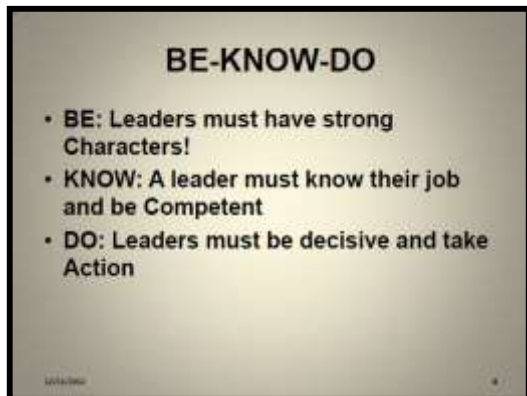 BE-KNOW-DO
• BE: Leaders must have strong
Characters!
• KNOW: A leader must know their job
and be Competent
• DO: Leaders must be decisive and take
Action